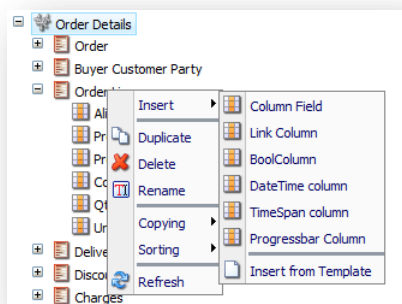 Order Details
Order
Buyer Customer Party
Order
Insert
Column Field
Link Column
Duplicate
BoolColumn
Delete
DateTime column
Rename
TimeSpan column
Copying
Progressbar Column
Sorting
Insert from Template
Refresh
Charges